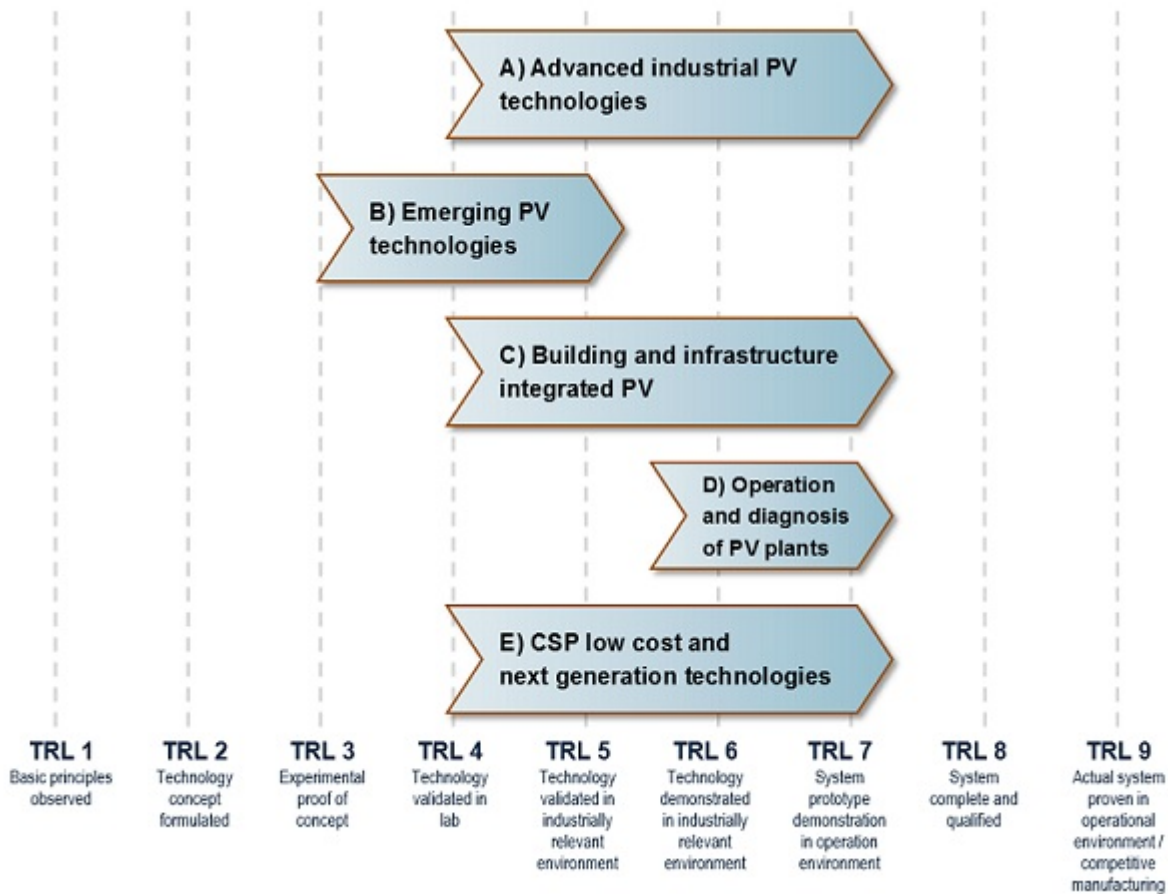 A) Advanced industrial PV
technologies
B) Emerging PV
technologies
C) Building and infrastructure
integrated PV
D) Operation
and diagnosis
of PV plants
E) CSP low cost and
next generation technologies
TRL 1
Basic principles
observed
TRL 2
Technology
concept
formulated
TRL 3
Experimental
proof of
concept
TRL 4
Technology
validated in
lab
TRL 5
Technology
validated in
industrially
relevant
environment
TRL 6
Technology
demonstrated
in industrially
relevant
environment
TRL 7
System
prototype
demonstration
in operation
environment
TRL 8
System
complete and
qualified
TRL 9
Actual system
proven in
operational
environment /
competitive
manufacturing